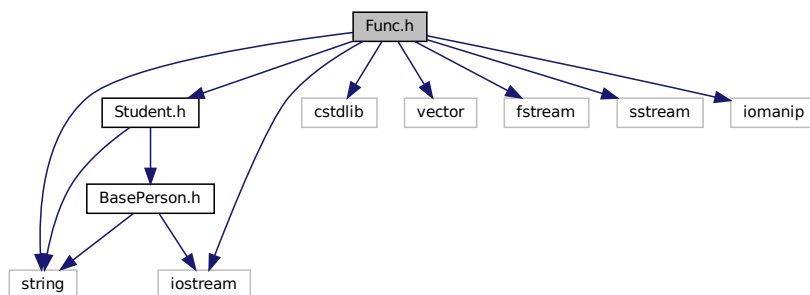 Func.h
Student.h
cstdlib
vector
fstream
sstream
iomanip
BasePerson.h
string
iostream